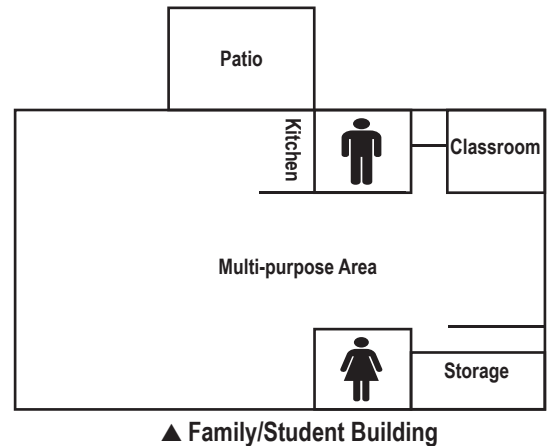 Patio
Kitchen
Classroom
Multi-purpose Area
Storage
▲ Family/Student Building